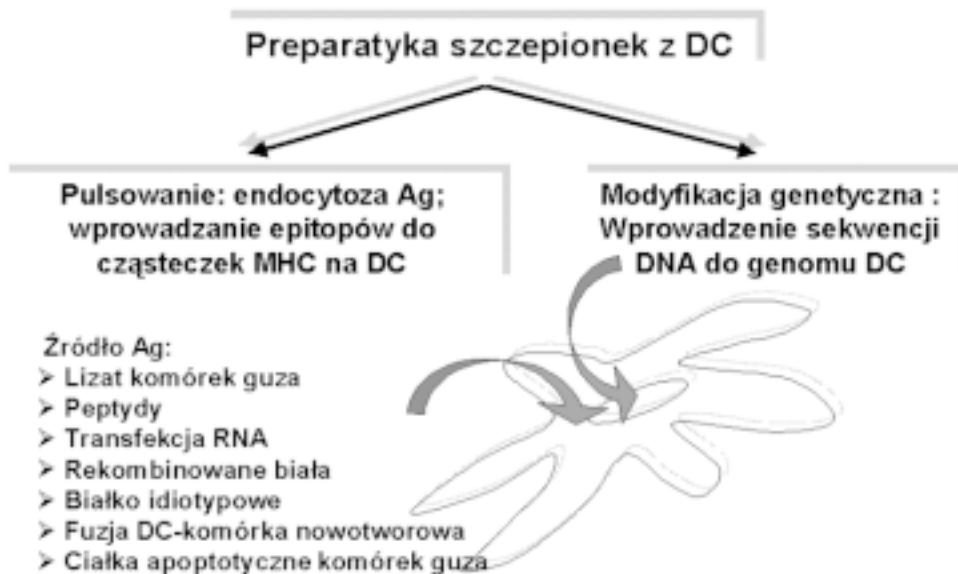 Preparatyka szczepionek z DC
Pulsowanie: endocytoza Ag;
wprowadzanie epitopów do
cząsteczek MHC na DC
Modyfikacja genetyczna :
Wprowadzenie sekwencji
DNA do genomu DC
Źródło Ag:
➢ Lizat komórek guza
➢ Peptydy
➢ Transfekcja RNA
➢ Rekombinowane biała
➢ Białko idiotypowe
➢ Fuzja DC-komórka nowotworowa
➢ Ciałka apoptotyczne komórek guza